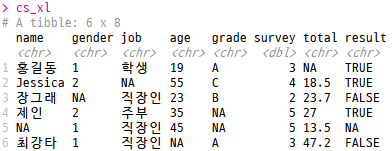 > cs_xl
# A tibble: 6 x 8
name gender job age grade survey total result
<chr> <chr> <chr> <chr> <chr> <dbl> <chr> <chr>
1 홍길동 1 학생 19 A 3 NA TRUE
2 Jessica 2 NA 55 C 4 18.5 TRUE
3 장그래 NA 직장인 23 B 2 23.7 FALSE
4 제인 2 주부 35 NA 5 27 TRUE
5 NA 1 직장인 45 NA 5 13.5 NA
6 최강타 1 직장인 NA A 3 47.2 FALSE